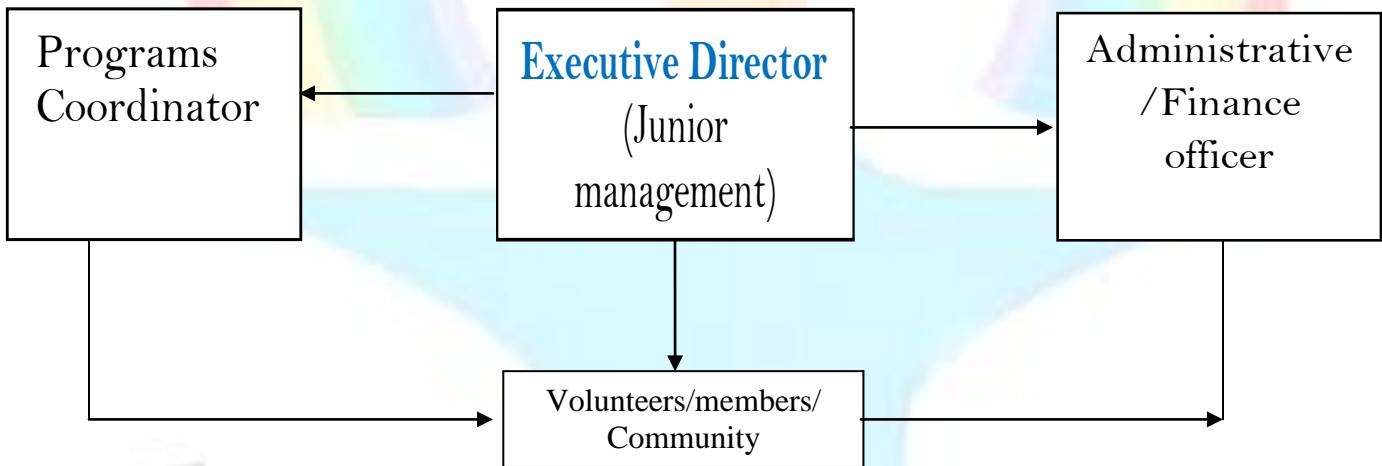 Programs
Coordinator
Executive Director
(Junior
management)
Administrative
/Finance
officer
Volunteers/members/
Community